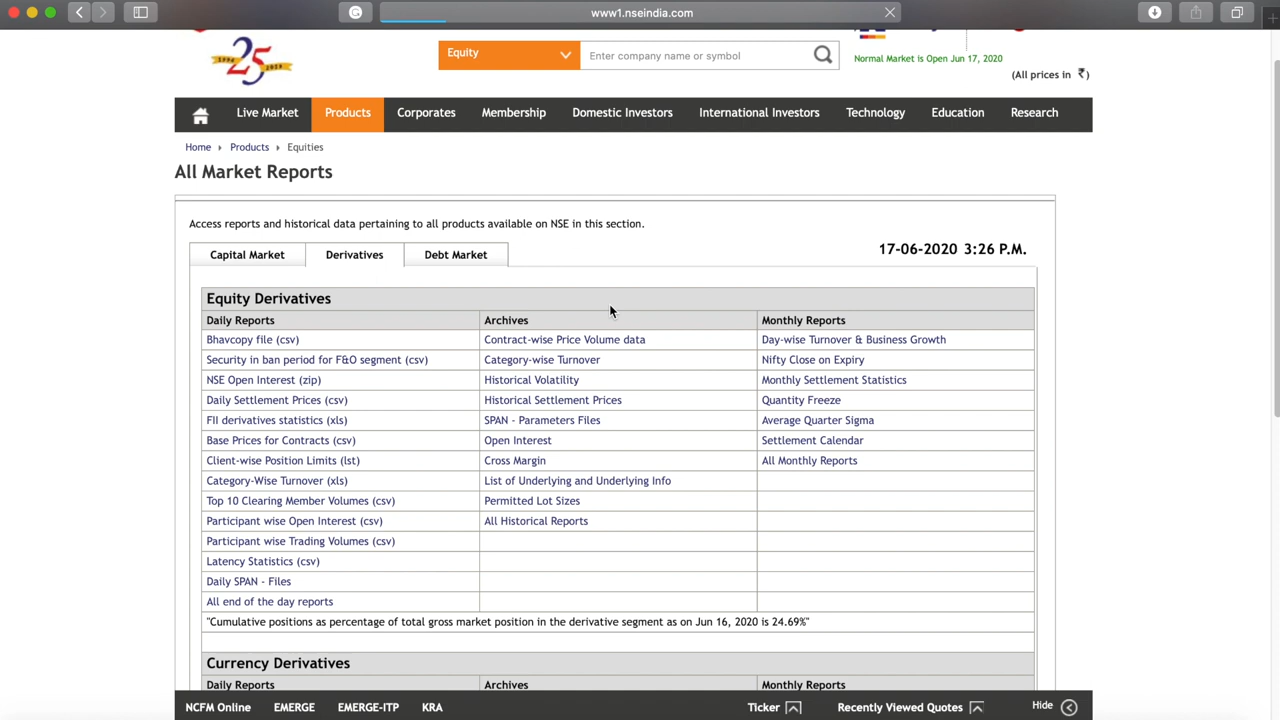 www1.nseindia.com
25
Equity
Enter company name or symbol
Normal Market is Open Jun 17, 2020
(All prices in ₹)
Live Market Products Corporates Membership Domestic Investors International Investors Technology Education Research
Home Products Equities
All Market Reports
Access reports and historical data pertaining to all products available on NSE in this section.
Capital Market Derivatives Debt Market
17-06-2020 3:26 P.M.
Equity Derivatives
Daily Reports Archives Monthly Reports
Bhavcopy file (csv) Contract-wise Price Volume data Day-wise Turnover & Business Growth
Security in ban period for F&O segment (csv) Category-wise Turnover Nifty Close on Expiry
NSE Open Interest (zip) Historical Volatility Monthly Settlement Statistics
Daily Settlement Prices (csv) Historical Settlement Prices Quantity Freeze
FII derivatives statistics (xls) SPAN - Parameters Files Average Quarter Sigma
Base Prices for Contracts (csv) Open Interest Settlement Calendar
Client-wise Position Limits (lst) Cross Margin All Monthly Reports
Category-Wise Turnover (xls) List of Underlying and Underlying Info
Top 10 Clearing Member Volumes (csv) Permitted Lot Sizes
Participant wise Open Interest (csv) All Historical Reports
Participant wise Trading Volumes (csv)
Latency Statistics (csv)
Daily SPAN - Files
All end of the day reports
"Cumulative positions as percentage of total gross market position in the derivative segment as on Jun 16, 2020 is 24.69%"
Currency Derivatives
Daily Reports Archives Monthly Reports
NCFM Online EMERGE EMERGE-ITP KRA Ticker Recently Viewed Quotes Hide